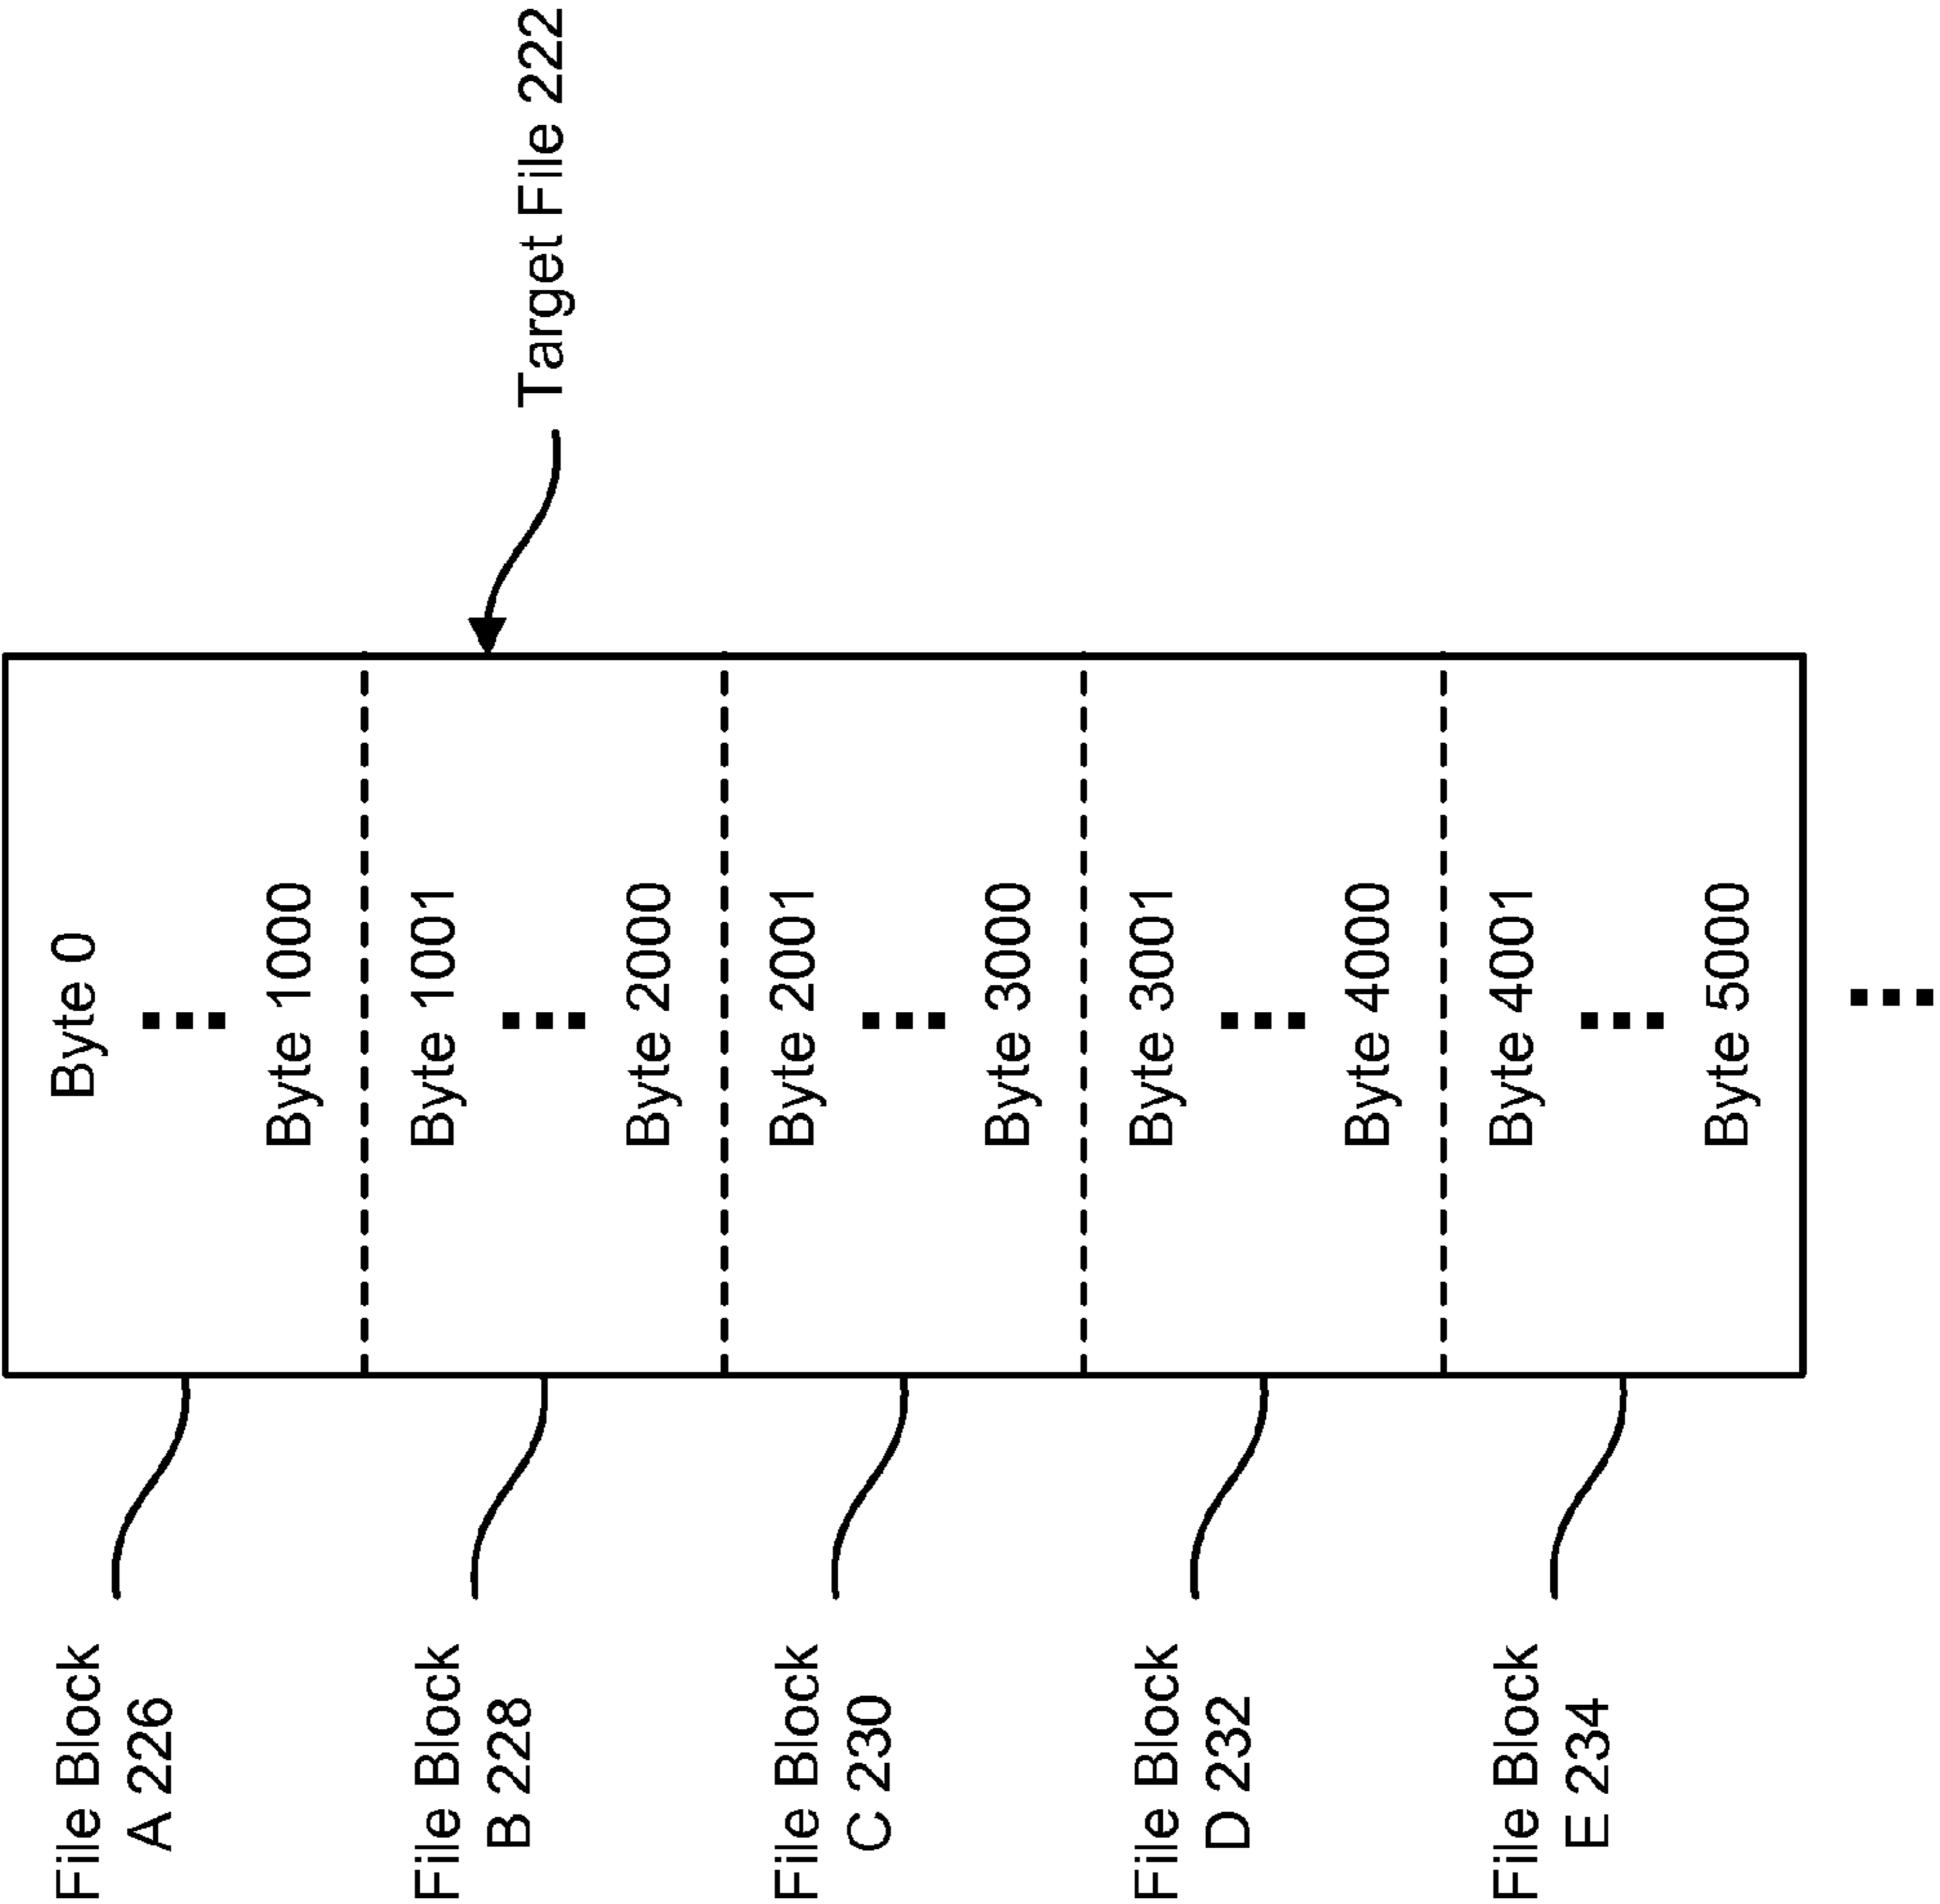 File Block
A 226
Byte 0
Byte 1000
File Block
B 228
Byte 1001
Byte 2000
Target File 222
File Block
C 230
Byte 2001
Byte 3000
File Block
D 232
Byte 3001
Byte 4000
File Block
E 234
Byte 4001
Byte 5000